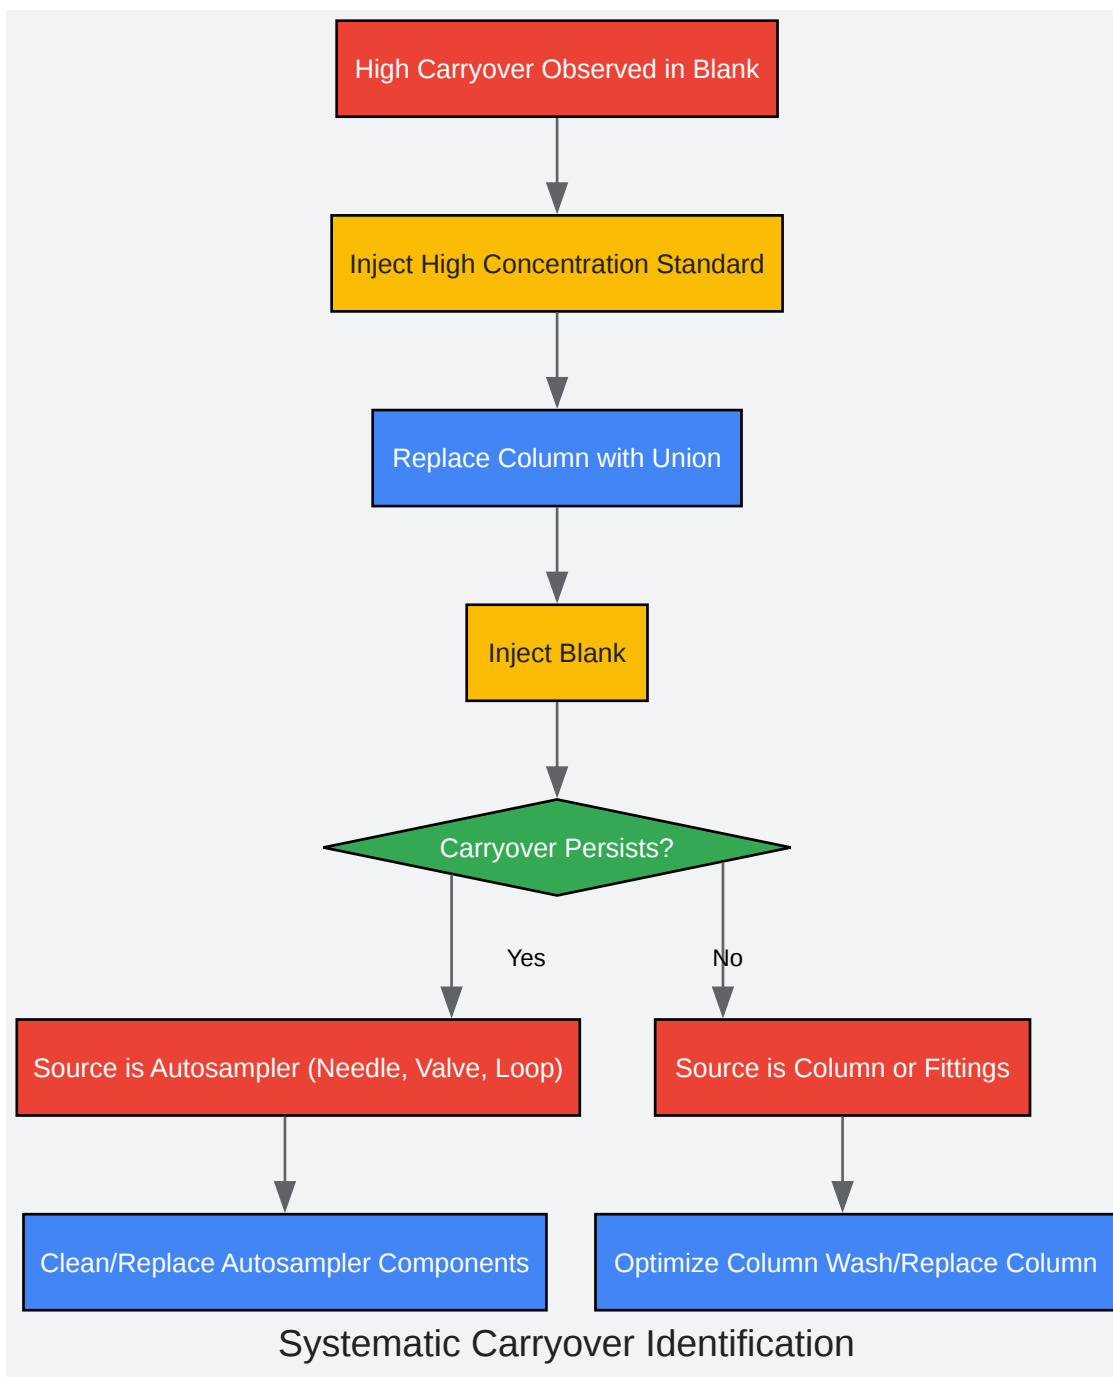 High Carryover Observed in Blank
Inject High Concentration Standard
Replace Column with Union
Inject Blank
Carryover Persists?
Yes
No
Source is Autosampler (Needle, Valve, Loop)
Source is Column or Fittings
Clean/Replace Autosampler Components
Optimize Column Wash/Replace Column
Systematic Carryover Identification